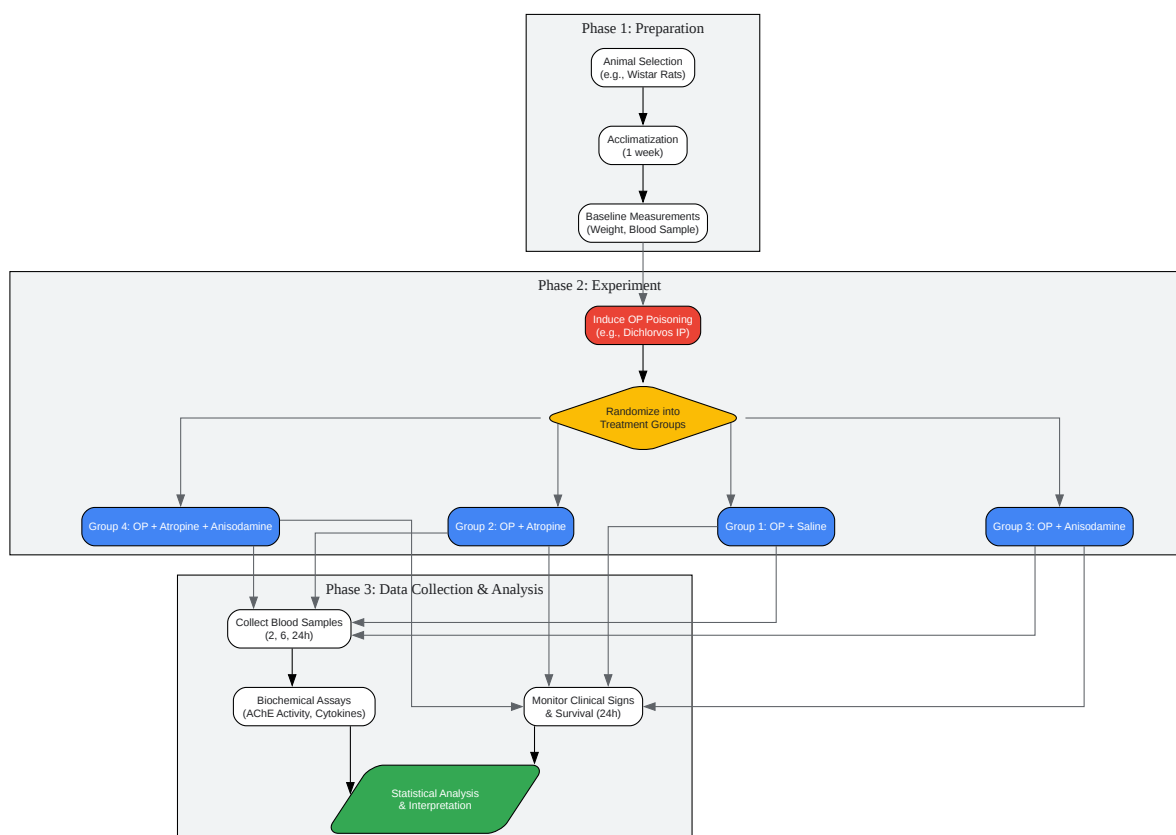 Phase 1: Preparation
Animal Selection
(e.g., Wistar Rats)
Acclimatization
(1 week)
Baseline Measurements
(Weight, Blood Sample)
Phase 2: Experiment
Induce OP Poisoning
(e.g., Dichlorvos IP)
Randomize into
Treatment Groups
Group 4: OP + Atropine + Anisodamine
Group 2: OP + Atropine
Group 1: OP + Saline
Group 3: OP + Anisodamine
Phase 3: Data Collection & Analysis
Collect Blood Samples
(2, 6, 24h)
Biochemical Assays
(AChE Activity, Cytokines)
Monitor Clinical Signs
& Survival (24h)
Statistical Analysis
& Interpretation